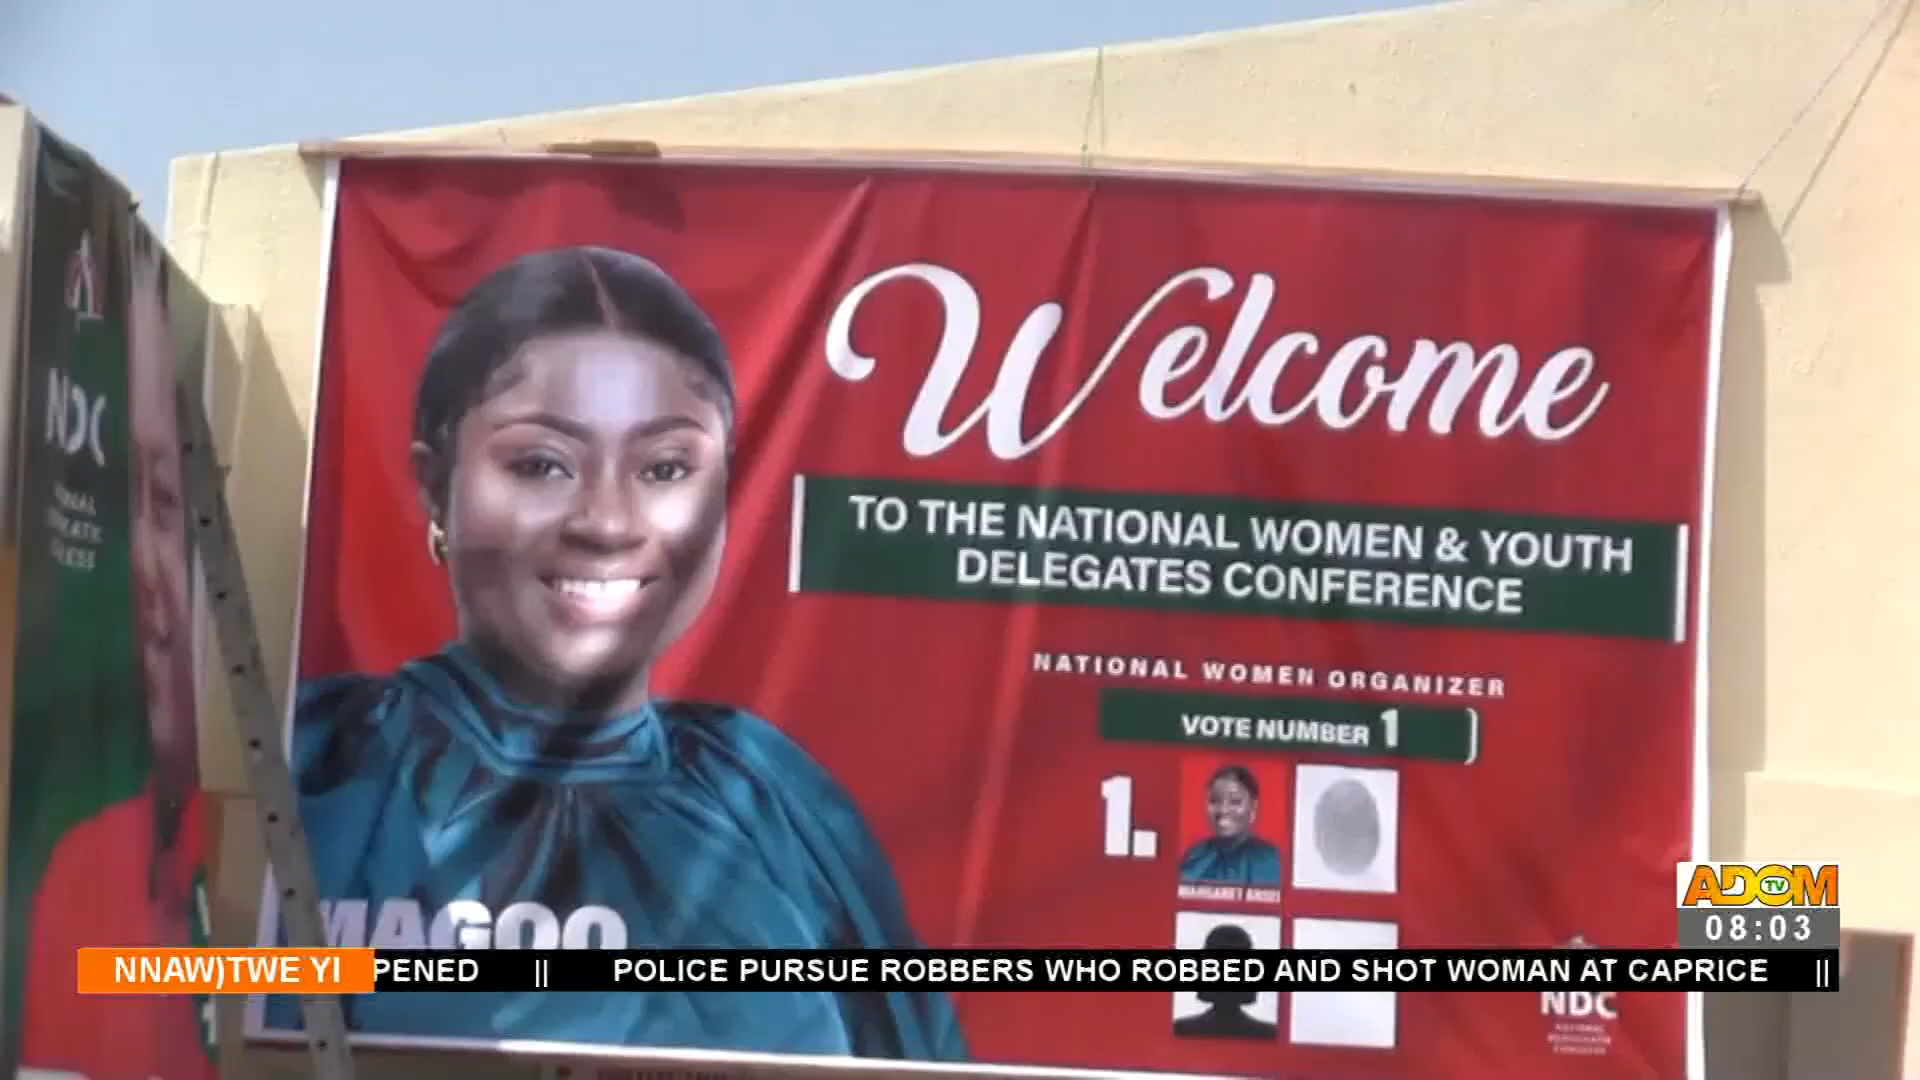 Welcome
TO THE NATIONAL WOMEN & YOUTH
DELEGATES CONFERENCE
NATIONAL WOMEN ORGANIZER
VOTE NUMBER 1
1.
MAGOO
NDC
ADOM
TV
08:03
NNAW)TWE YI PENED || POLICE PURSUE ROBBERS WHO ROBBED AND SHOT WOMAN AT CAPRICE ||
NDC